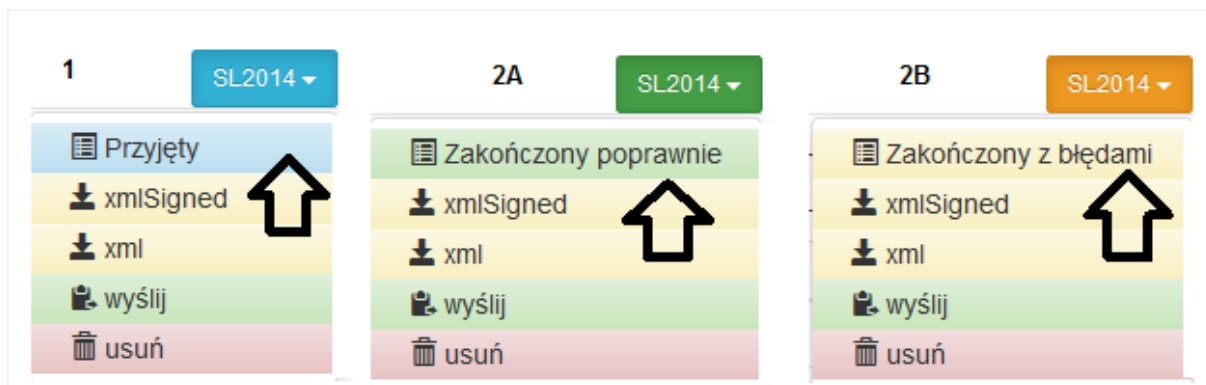 1
SL2014
Przyjęty
xmlSigned
xml
wyślij
usuń
2A
SL2014
Zakończony poprawnie
xmlSigned
xml
wyślij
usuń
2B
SL2014
Zakończony z błędami
xmlSigned
xml
wyślij
usuń